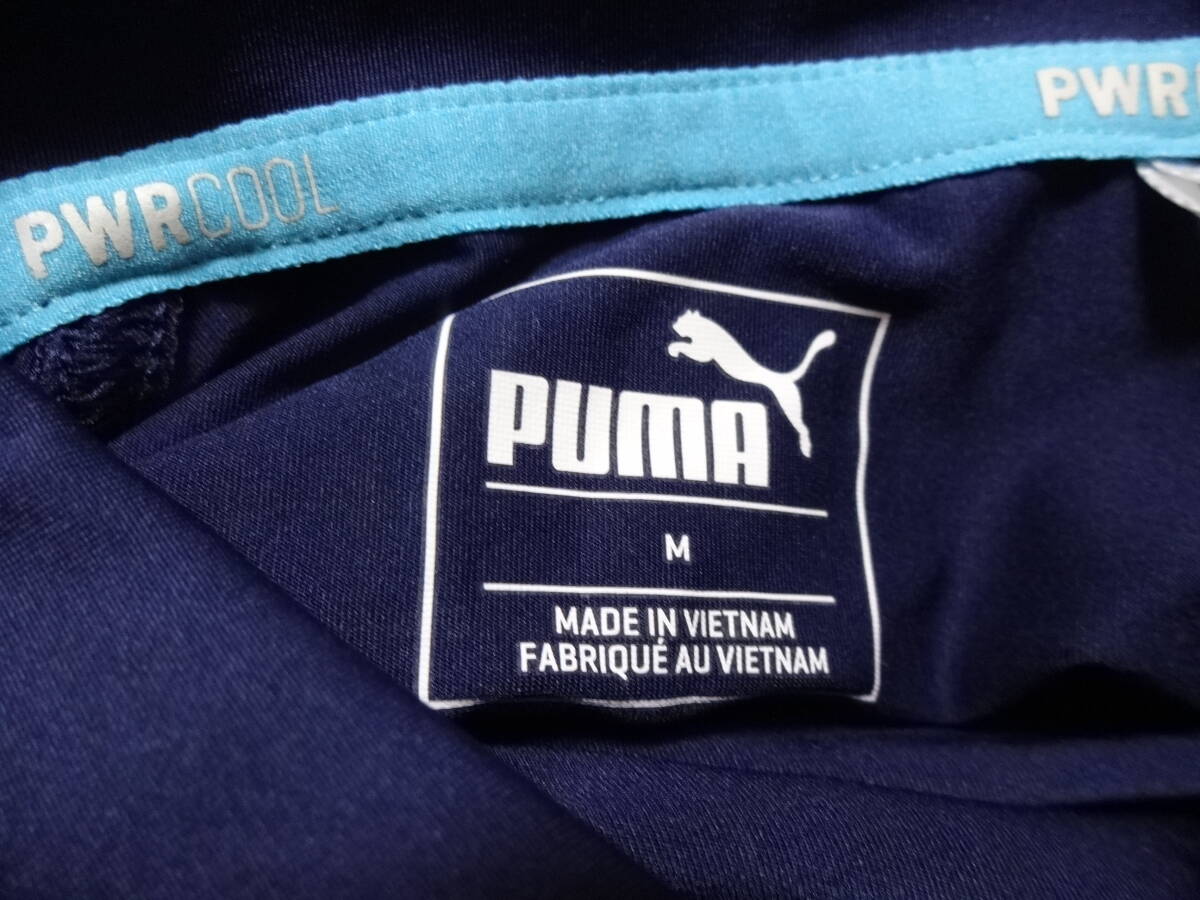 PWRCOOL
PWR
PUMA
M
MADE IN VIETNAM
FABRIQUÉ AU VIETNAM